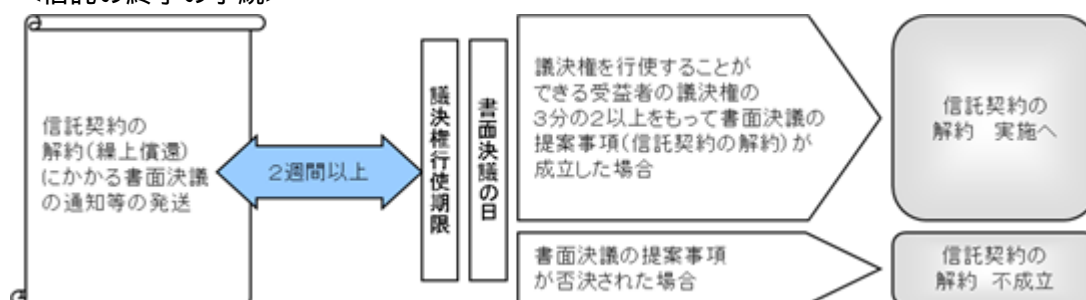 信託契約の
解約(繰上償還)
にかかる書面決議
の通知等の発送
2週間以上
議決権行使期限
書面決議の日
議決権を行使することが
できる受益者の議決権の
3分の2以上をもって書面決議の
提案事項(信託契約の解約)が
成立した場合
信託契約の
解約 実施へ
書面決議の提案事項
が否決された場合
信託契約の
解約 不成立